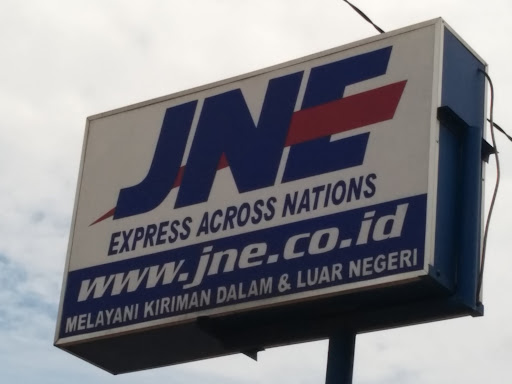 JNE
EXPRESS ACROSS NATIONS
www.jne.co.id
MELAYANI KIRIMAN DALAM & LUAR NEGERI